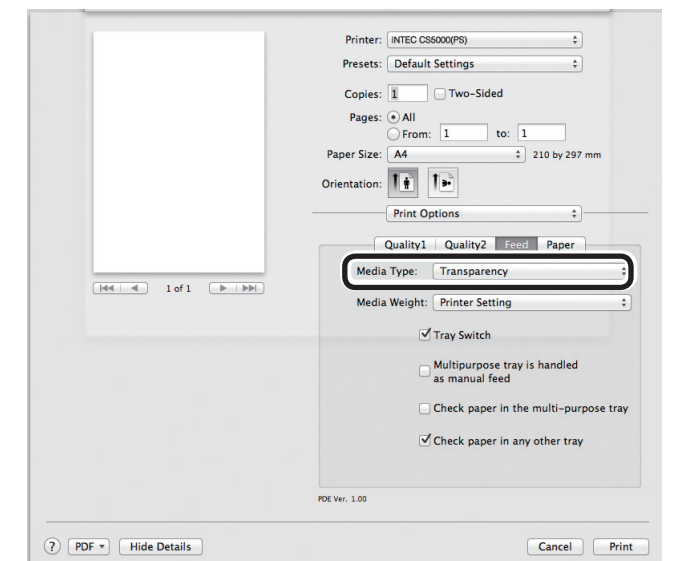 Printer: INTEC CS5000(PS)
Presets: Default Settings
Copies: 1 Two-Sided
Pages: All
From: 1 to: 1
Paper Size: A4 210 by 297 mm
Orientation:
Print Options
Quality1 Quality2 Feed Paper
Media Type: Transparency
1 of 1
Media Weight: Printer Setting
Tray Switch
Multipurpose tray is handled
as manual feed
Check paper in the multi-purpose tray
Check paper in any other tray
PDE Ver. 1.00
? PDF Hide Details Cancel Print